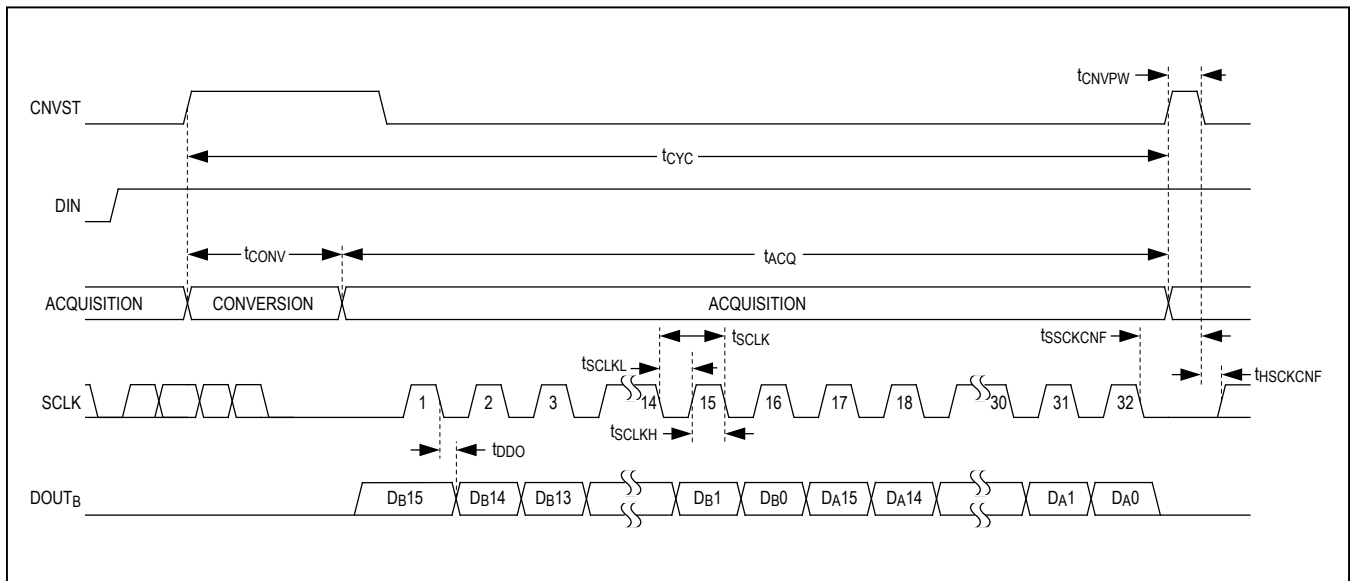 tCNVPW
CNVST
tCYC
DIN
tCONV
tACQ
ACQUISITION CONVERSION ACQUISITION
tSCLK
tSSCKCNF
tSCLKL
tHSCKCNF
SCLK 1 2 3 14 15 16 17 18 30 31 32
tSCLKH
tDDO
DOUTB DB15 DB14 DB13 DB1 DB0 DA15 DA14 DA1 DA0